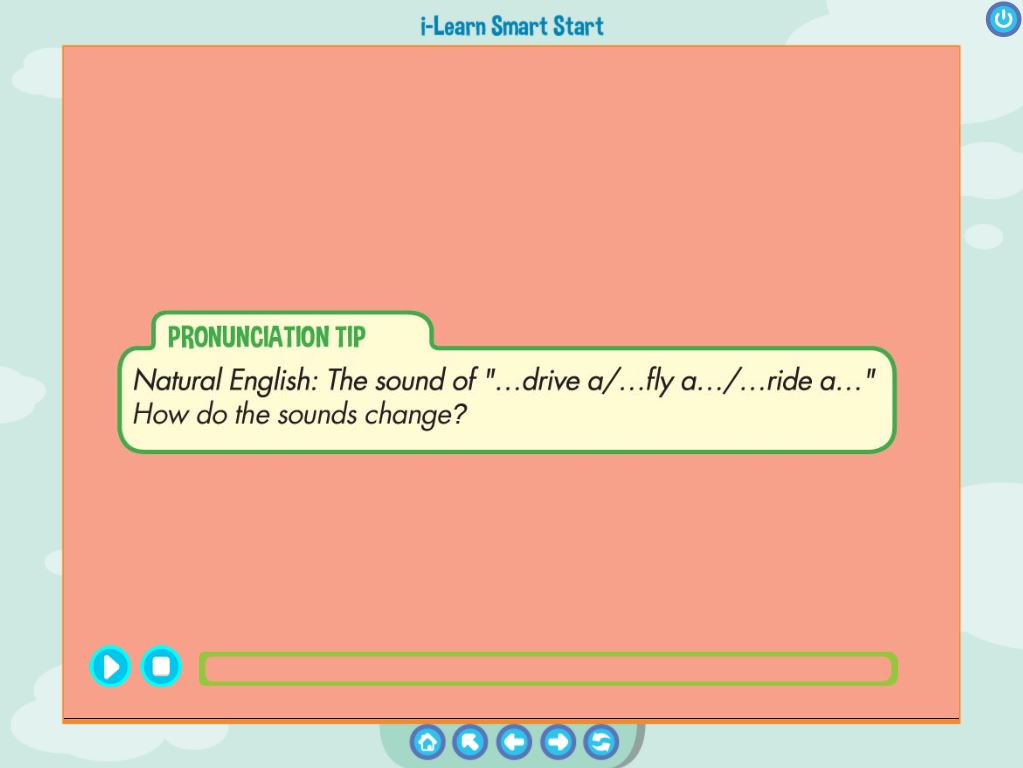 i-Learn Smart Start
PRONUNCIATION TIP
Natural English: The sound of "...drive a/...fly a.../...ride a..."
How do the sounds change?